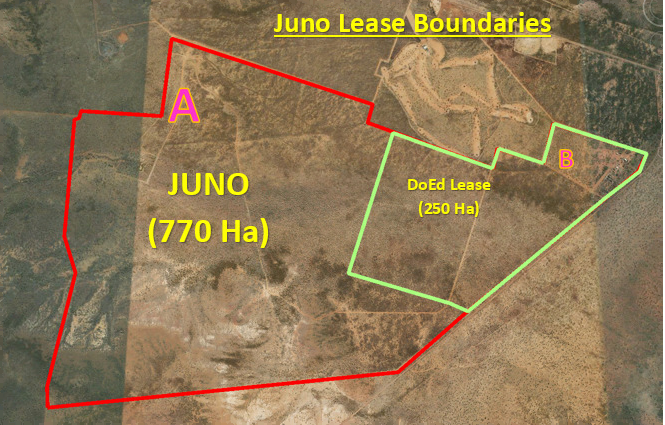 Juno Lease Boundaries
A
B
JUNO
(770 Ha)
DoEd Lease
(250 Ha)